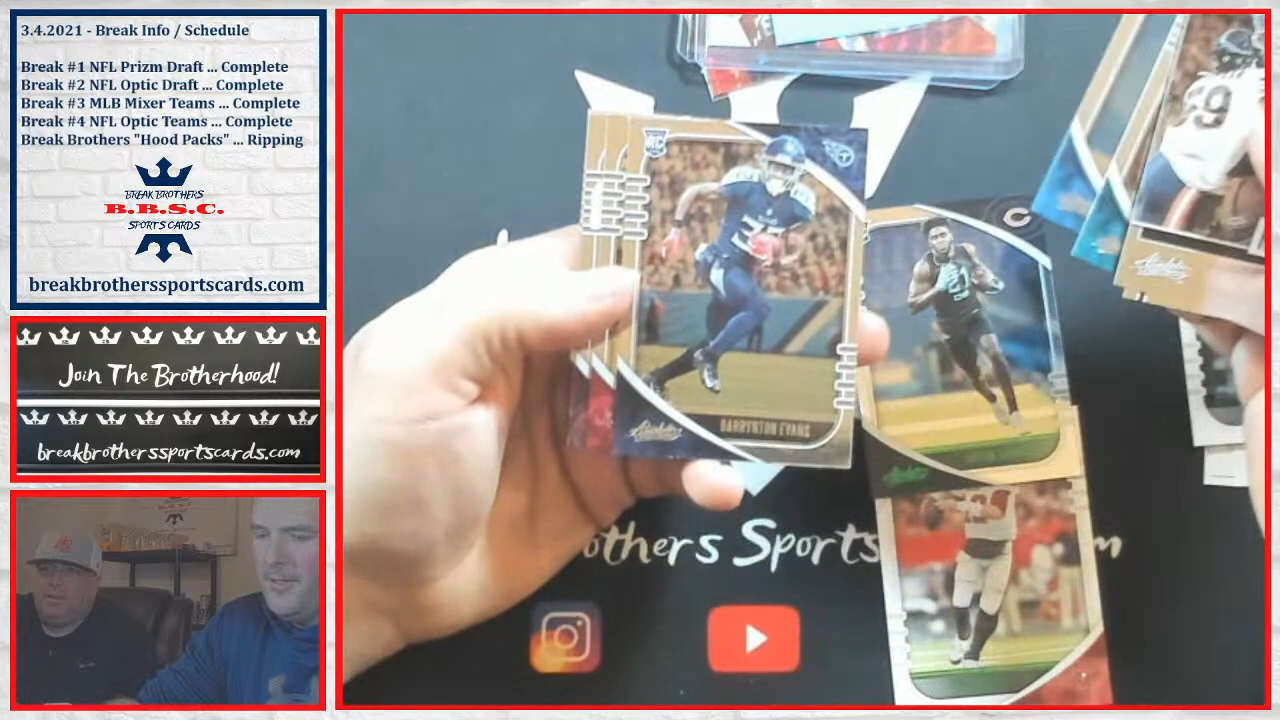 3.4.2021 - Break Info / Schedule
Break #1 NFL Prizm Draft ... Complete
Break #2 NFL Optic Draft ... Complete
Break #3 MLB Mixer Teams ... Complete
Break #4 NFL Optic Teams ... Complete
Break Brothers "Hood Packs" ... Ripping
BREAK BROTHERS
B.B.S.C.
SPORTS CARDS
breakbrotherssportscards.com
Join The Brotherhood!
breakbrotherssportscards.com
RC
Absolute
DARRYNTON EVANS
Absolute
59
others Sports
m